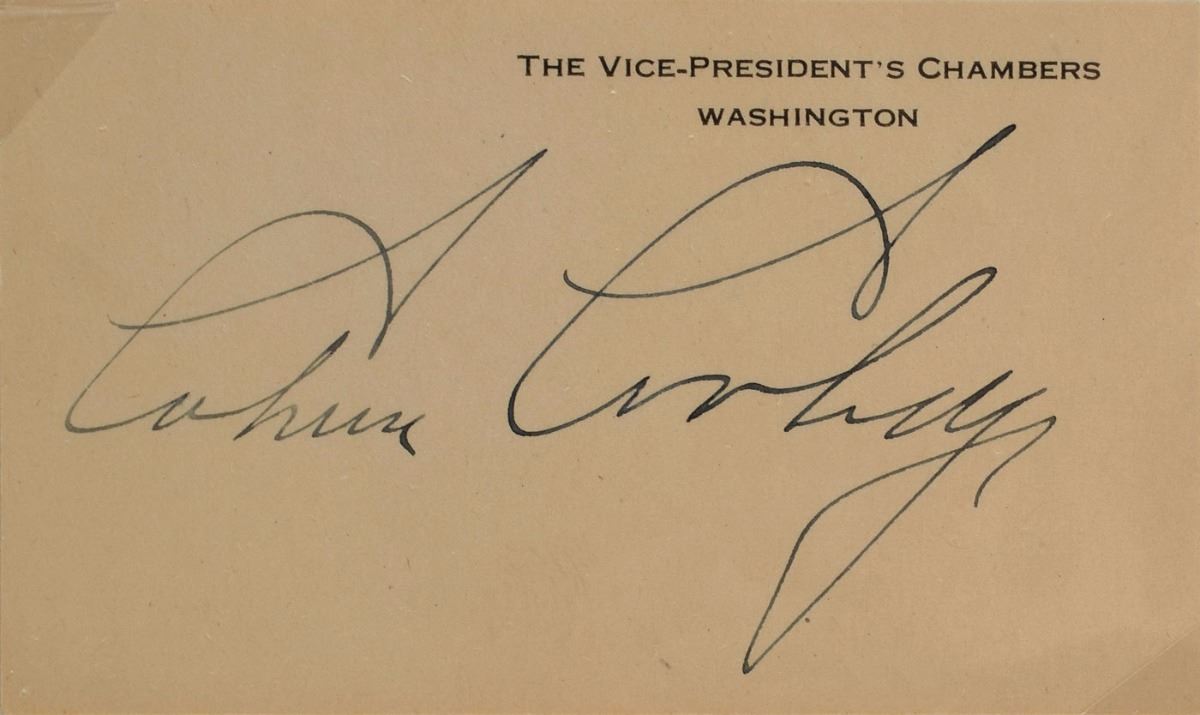 THE VICE-PRESIDENT'S CHAMBERS
WASHINGTON
Calvin Coolidge